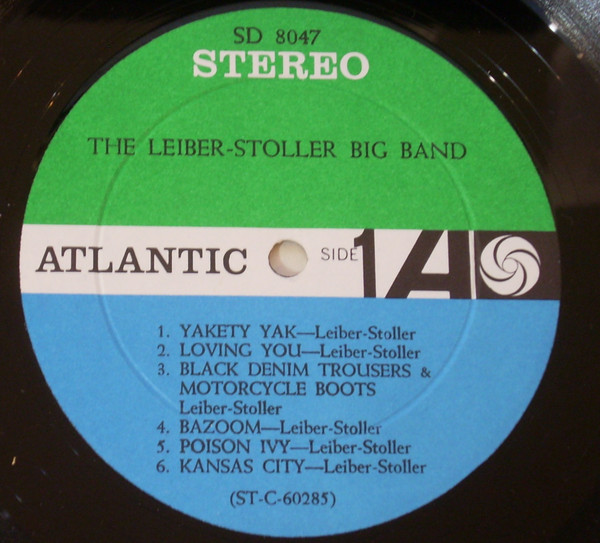 SD 8047
STEREO
THE LEIBER-STOLLER BIG BAND
ATLANTIC SIDE 1 A
1. YAKETY YAK—Leiber-Stoller
2. LOVING YOU—Leiber-Stoller
3. BLACK DENIM TROUSERS &
MOTORCYCLE BOOTS
Leiber-Stoller
4. BAZOOM—Leiber-Stoller
5. POISON IVY—Leiber-Stoller
6. KANSAS CITY—Leiber-Stoller
(ST-C-60285)